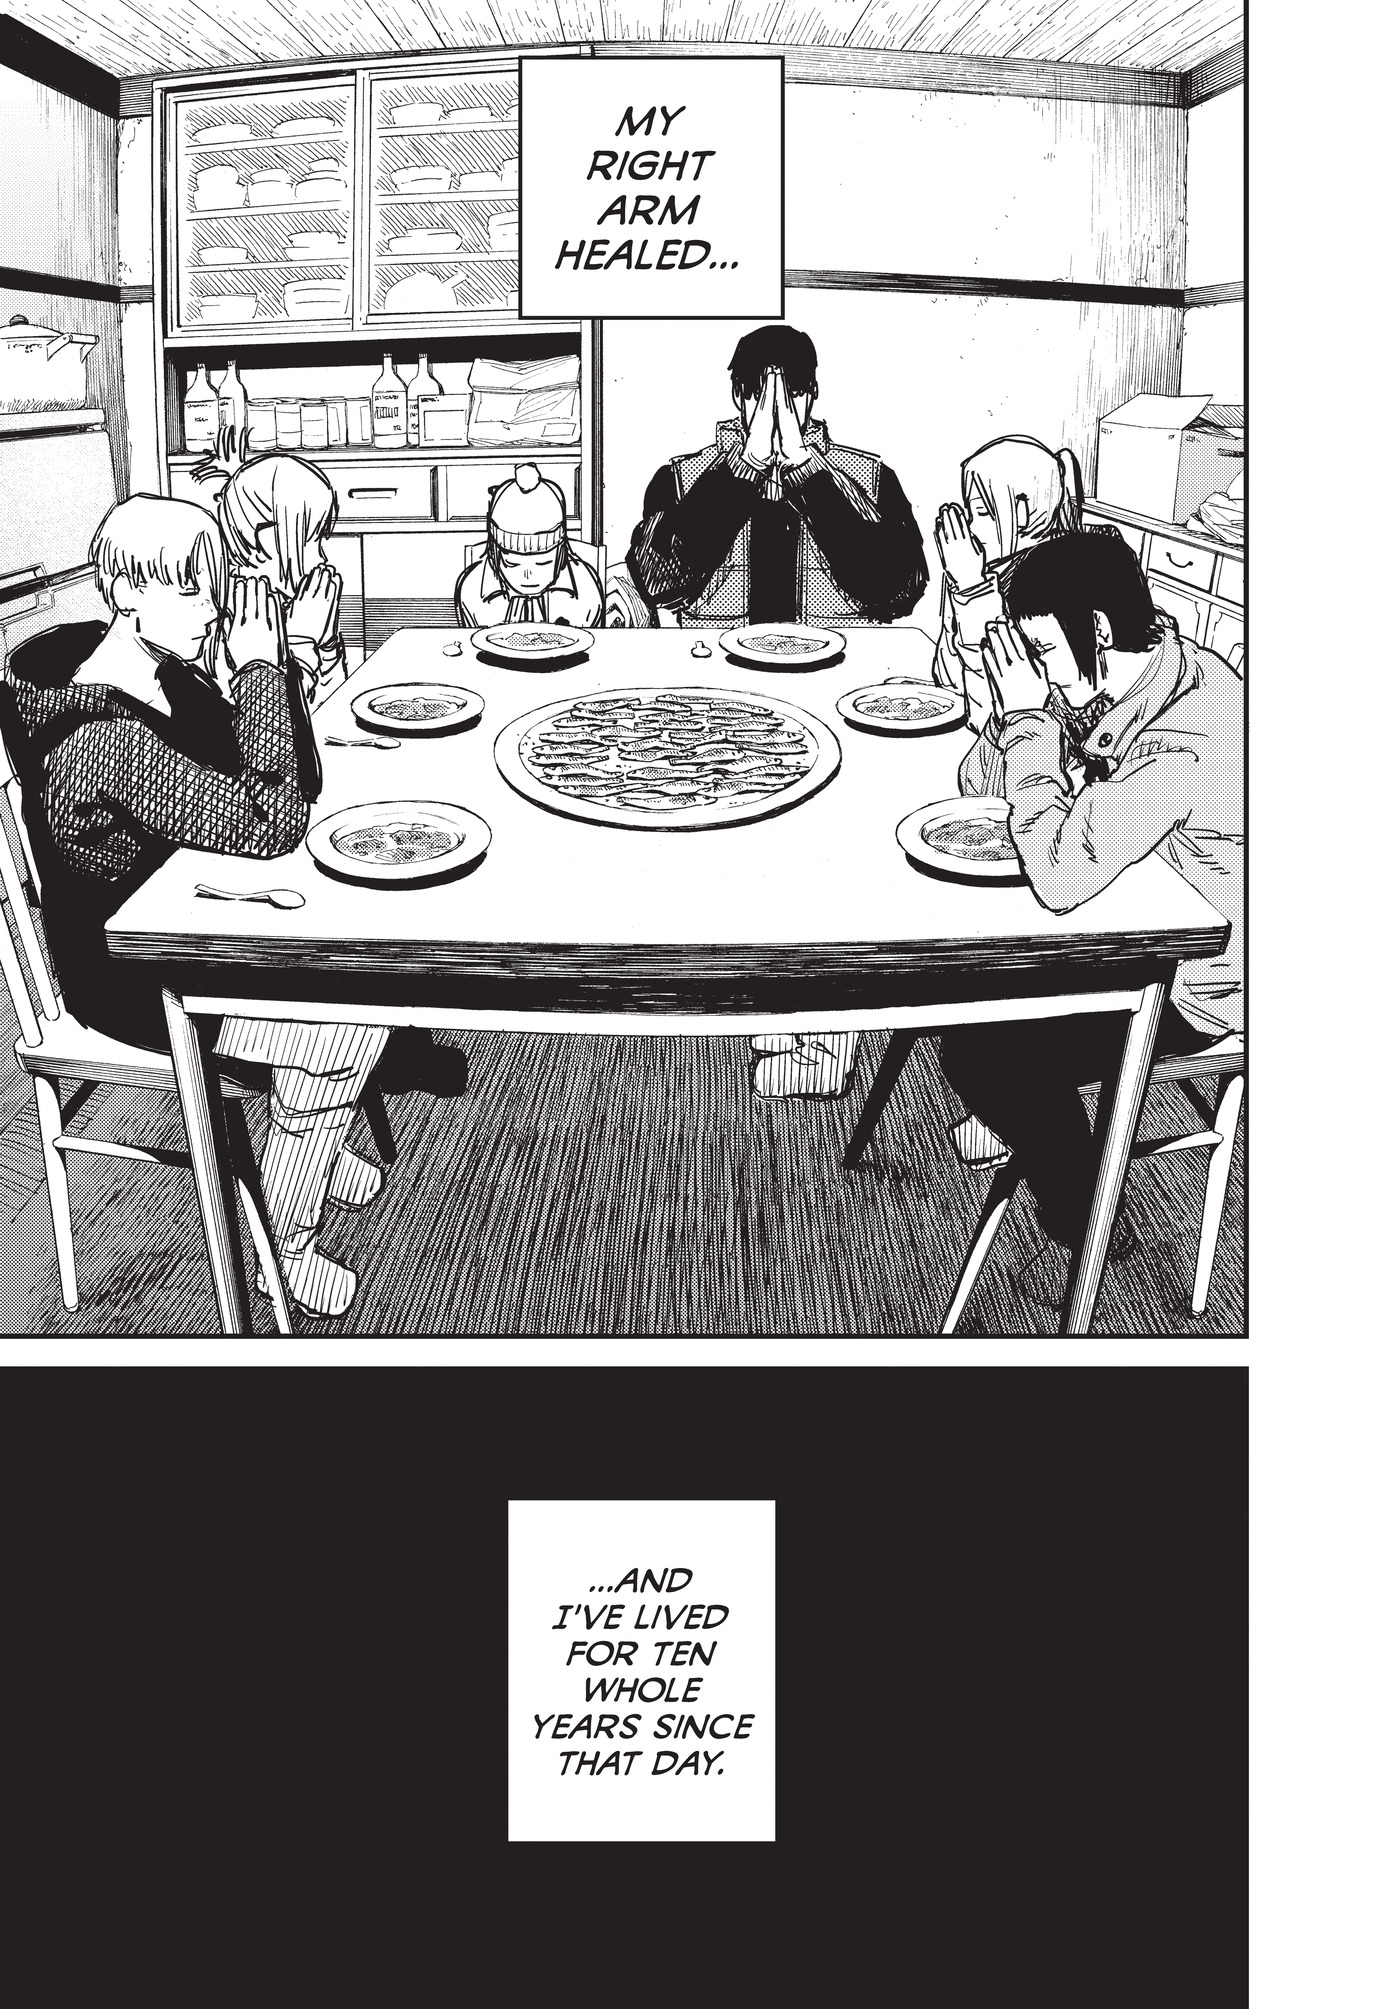 MY
RIGHT
ARM
HEALED...
...AND
I'VE LIVED
FOR TEN
WHOLE
YEARS SINCE
THAT DAY.